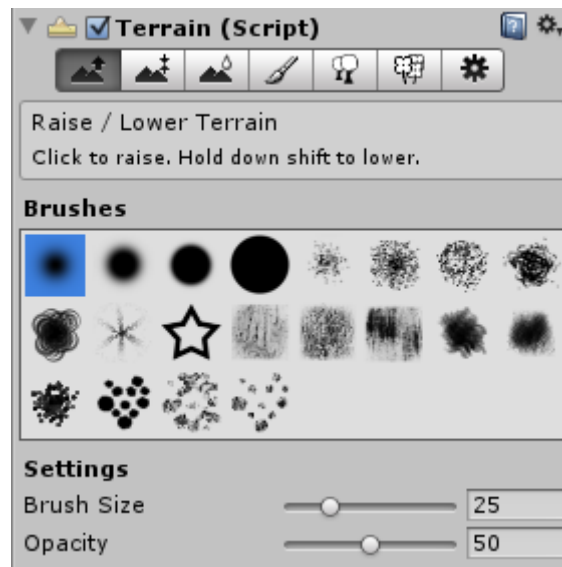 Terrain (Script)
Raise / Lower Terrain
Click to raise. Hold down shift to lower.
Brushes
Settings
Brush Size 25
Opacity 50